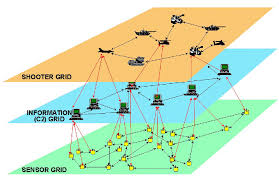 SHOOTER GRID
INFORMATION
(C2) GRID
SENSOR GRID